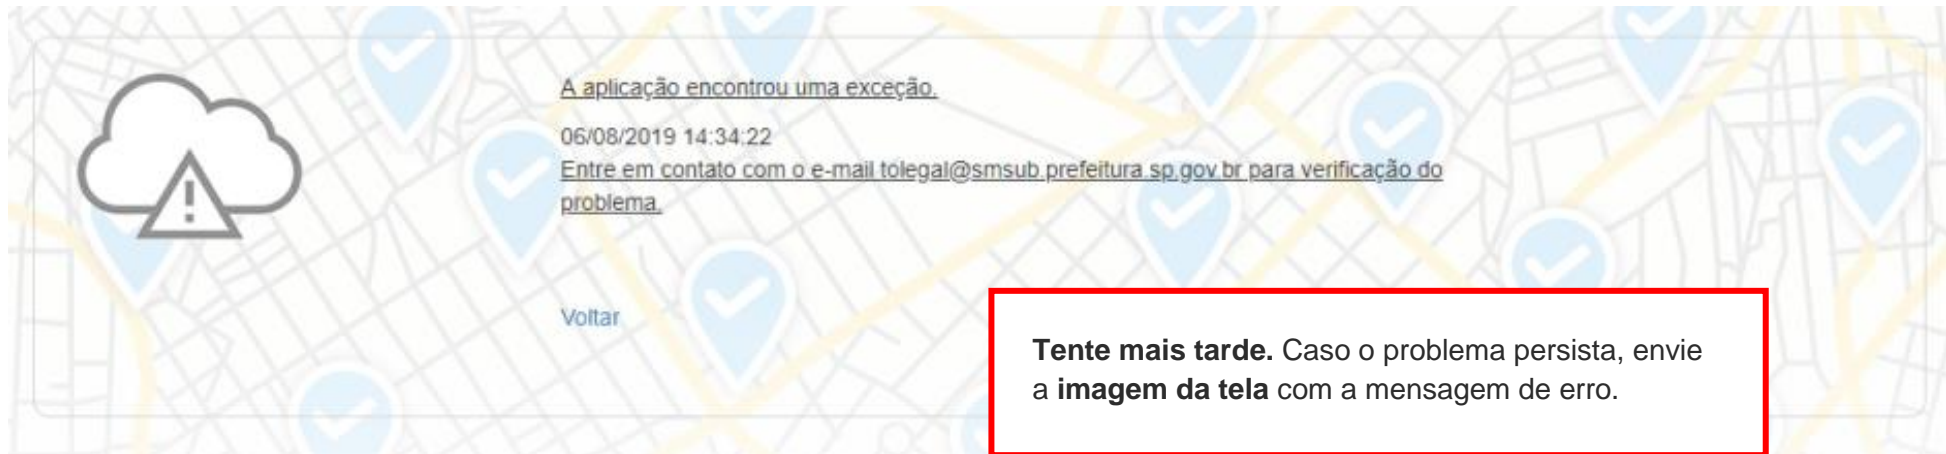 A aplicação encontrou uma exceção.
06/08/2019 14:34:22
Entre em contato com o e-mail tolegal@smsub.prefeitura.sp.gov.br para verificação do
problema.
Voltar
Tente mais tarde. Caso o problema persista, envie
a imagem da tela com a mensagem de erro.